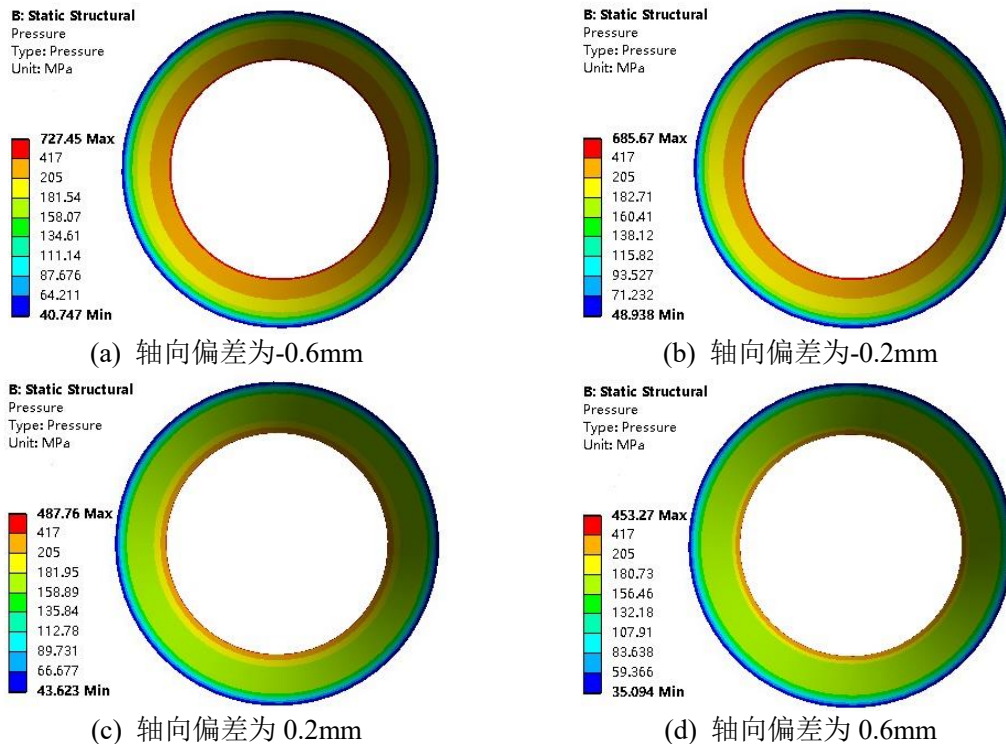 B: Static Structural
Pressure
Type: Pressure
Unit: MPa
727.45 Max
417
205
181.54
158.07
134.61
111.14
87.676
64.211
40.747 Min
(a) 轴向偏差为-0.6mm
B: Static Structural
Pressure
Type: Pressure
Unit: MPa
685.67 Max
417
205
182.71
160.41
138.12
115.82
93.527
71.232
48.938 Min
(b) 轴向偏差为-0.2mm
B: Static Structural
Pressure
Type: Pressure
Unit: MPa
487.76 Max
417
205
181.95
158.89
135.84
112.78
89.731
66.677
43.623 Min
(c) 轴向偏差为 0.2mm
B: Static Structural
Pressure
Type: Pressure
Unit: MPa
453.27 Max
417
205
180.73
156.46
132.18
107.91
83.638
59.366
35.094 Min
(d) 轴向偏差为 0.6mm